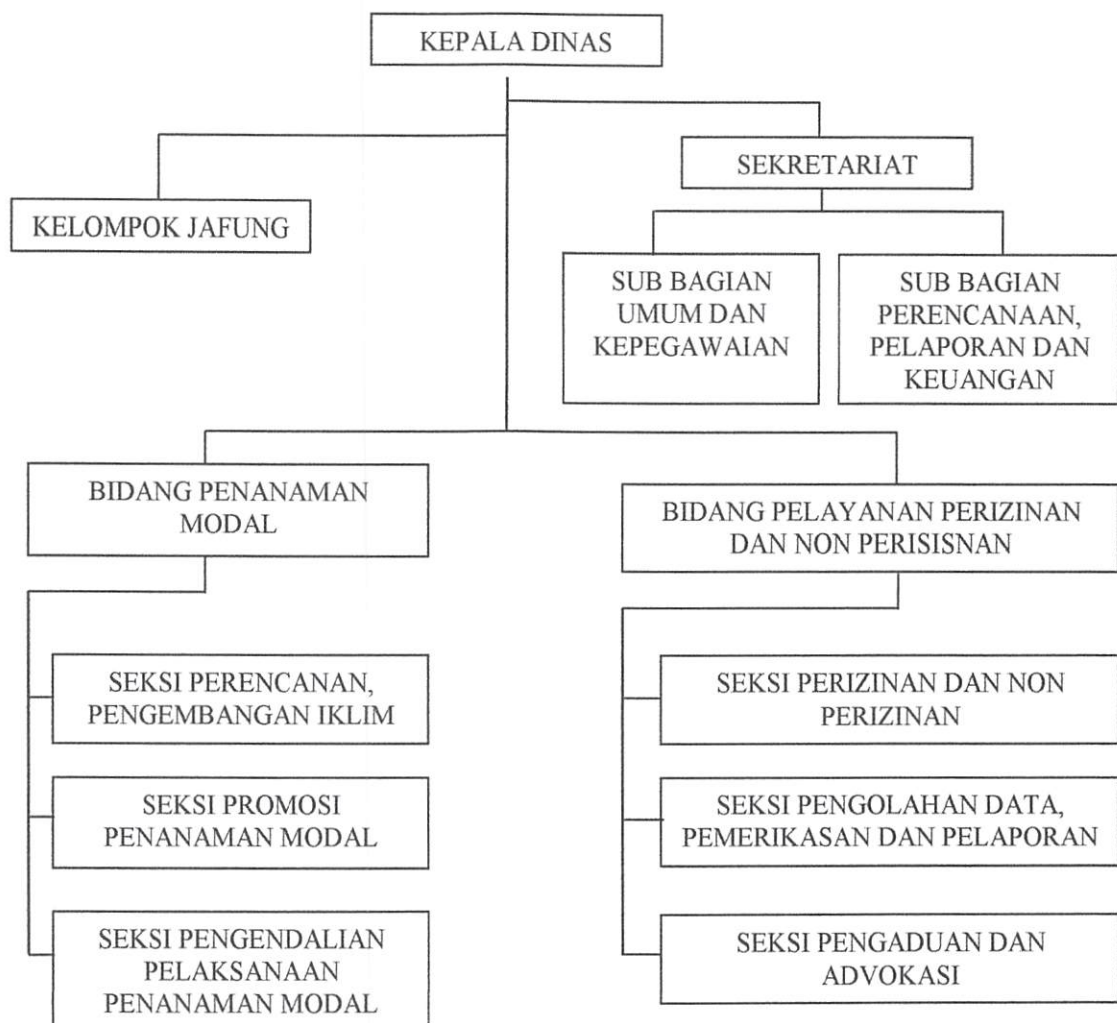 KEPALA DINAS
SEKRETARIAT
KELOMPOK JAFUNG
SUB BAGIAN
UMUM DAN
KEPEGAWAIAN
SUB BAGIAN
PERENCANAAN,
PELAPORAN DAN
KEUANGAN
BIDANG PENANAMAN
MODAL
BIDANG PELAYANAN PERIZINAN
DAN NON PERISISNAN
SEKSI PERENCANAN,
PENGEMBANGAN IKLIM
SEKSI PROMOSI
PENANAMAN MODAL
SEKSI PENGENDALIAN
PELAKSANAAN
PENANAMAN MODAL
SEKSI PERIZINAN DAN NON
PERIZINAN
SEKSI PENGOLAHAN DATA,
PEMERIKASAN DAN PELAPORAN
SEKSI PENGADUAN DAN
ADVOKASI